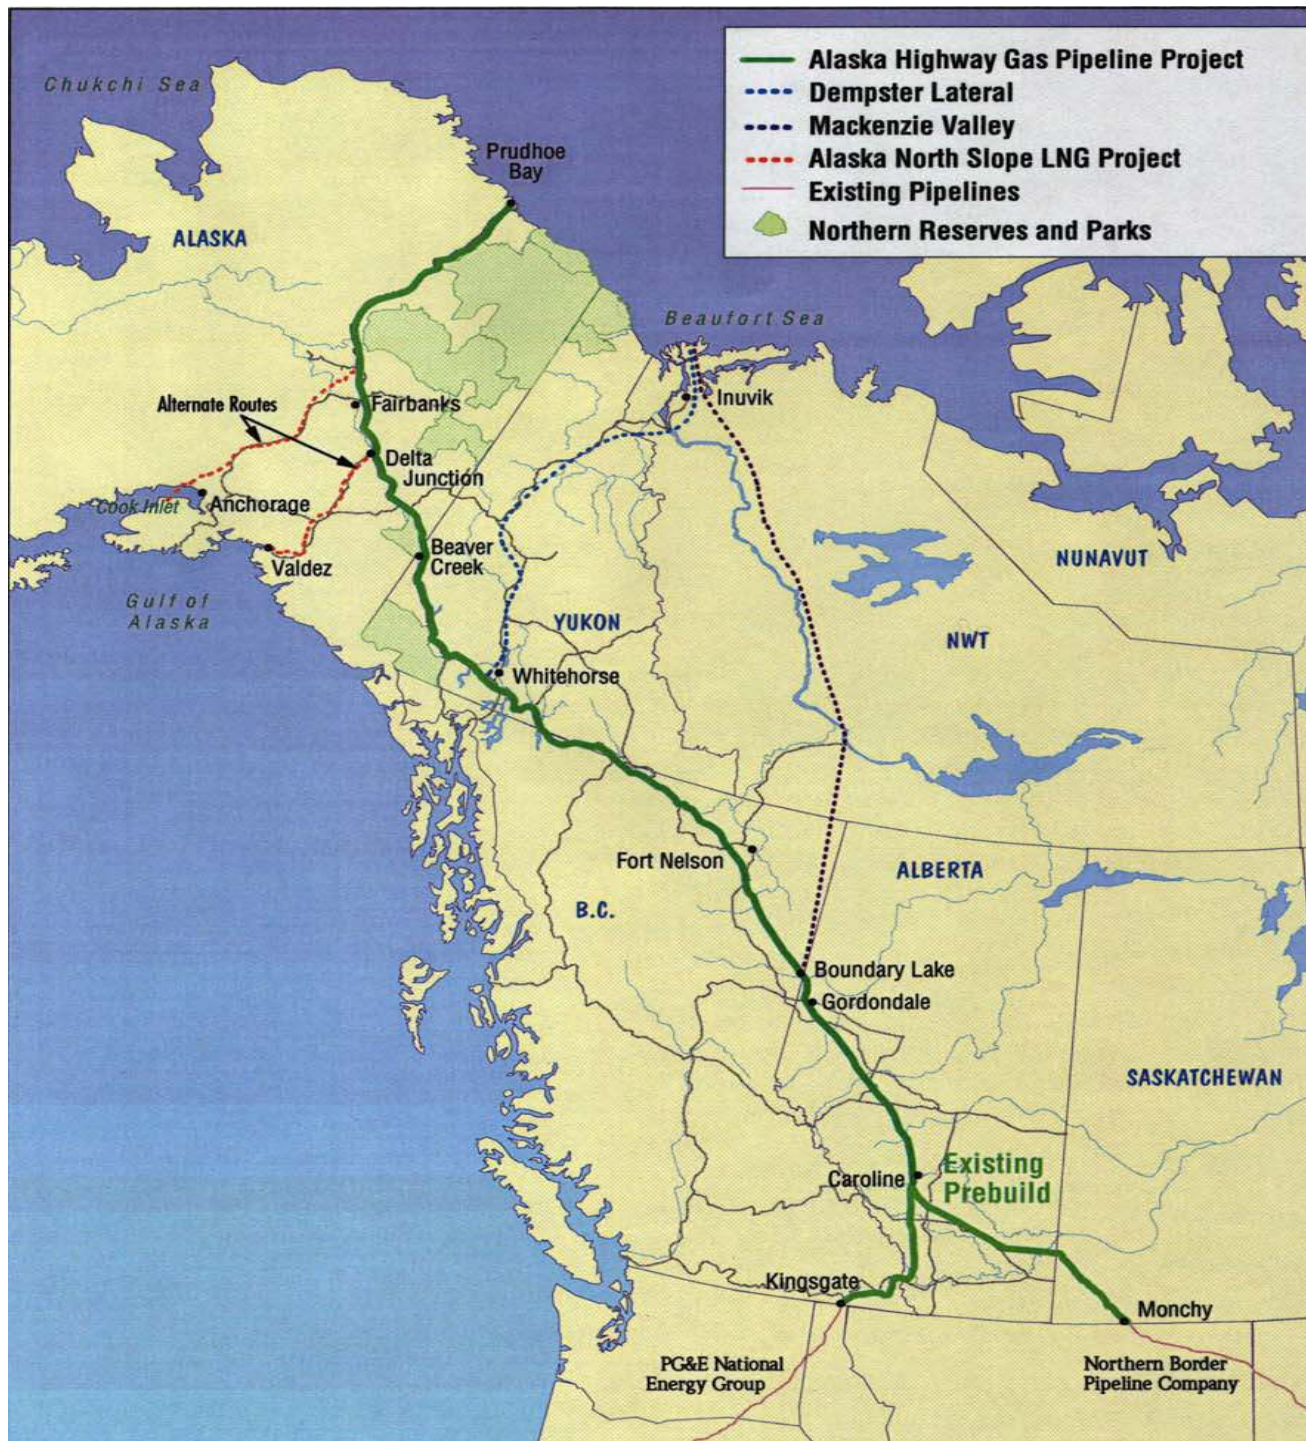 Alaska Highway Gas Pipeline Project
Dempster Lateral
Mackenzie Valley
Alaska North Slope LNG Project
Existing Pipelines
Northern Reserves and Parks
Chukchi Sea
Prudhoe
Bay
ALASKA
Beaufort Sea
Inuvik
Alternate Routes
Fairbanks
Delta
Junction
Cook Inlet
Anchorage
Valdez
Beaver
Creek
Gulf of
Alaska
YUKON
NUNAVUT
NWT
Whitehorse
Fort Nelson
ALBERTA
B.C.
Boundary Lake
Gordondale
SASKATCHEWAN
Caroline
Existing
Prebuild
Kingsgate
Monchy
PG&E National
Energy Group
Northern Border
Pipeline Company